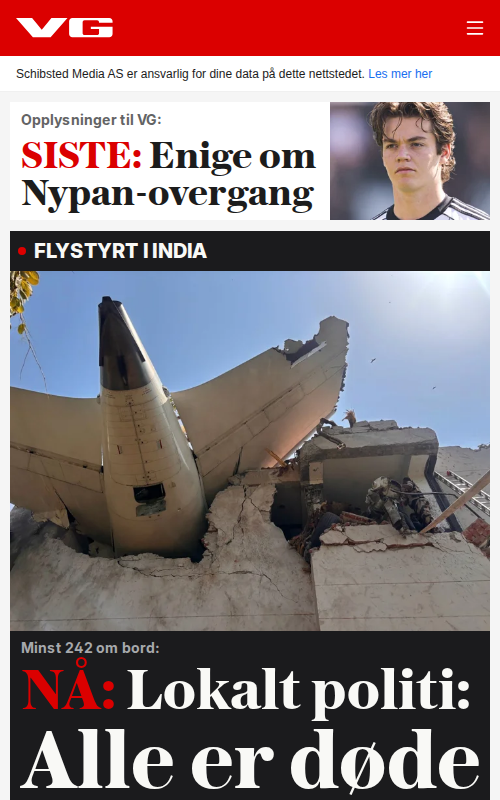 VG
Schibsted Media AS er ansvarlig for dine data på dette nettstedet. Les mer her
Opplysninger til VG:
SISTE: Enige om
Nypan-overgang
FLYSTYRT I INDIA
Minst 242 om bord:
NÅ: Lokalt politi:
Alle er døde